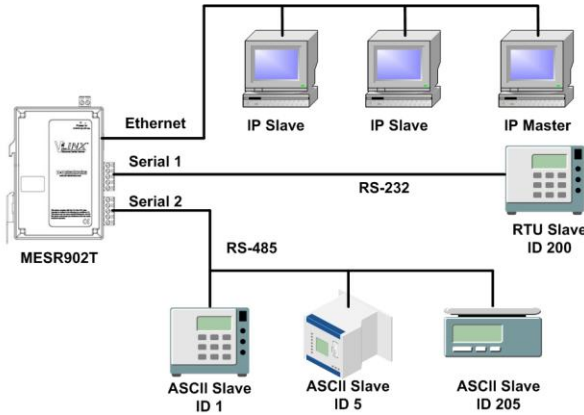 Ethernet
IP Slave
IP Slave
IP Master
VLINX
Serial 1
RS-232
Serial 2
RTU Slave
ID 200
MESR902T
RS-485
ASCII Slave
ID 1
ASCII Slave
ID 5
ASCII Slave
ID 205